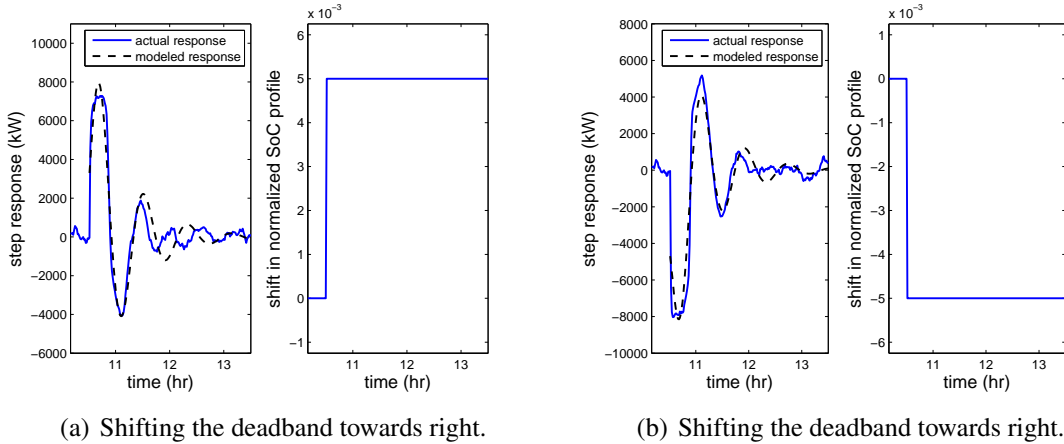 x 10⁻³
10000
8000
6000
4000
2000
0
−2000
−4000
−6000
11
12
13
time (hr)
step response (kW)
actual response
modeled response
6
5
4
3
2
1
0
−1
11
12
13
time (hr)
shift in normalized SoC profile
(a) Shifting the deadband towards right.
x 10⁻³
8000
6000
4000
2000
0
−2000
−4000
−6000
−8000
−10000
11
12
13
time (hr)
step response (kW)
actual response
modeled response
1
0
−1
−2
−3
−4
−5
−6
11
12
13
time (hr)
shift in normalized SoC profile
(b) Shifting the deadband towards right.